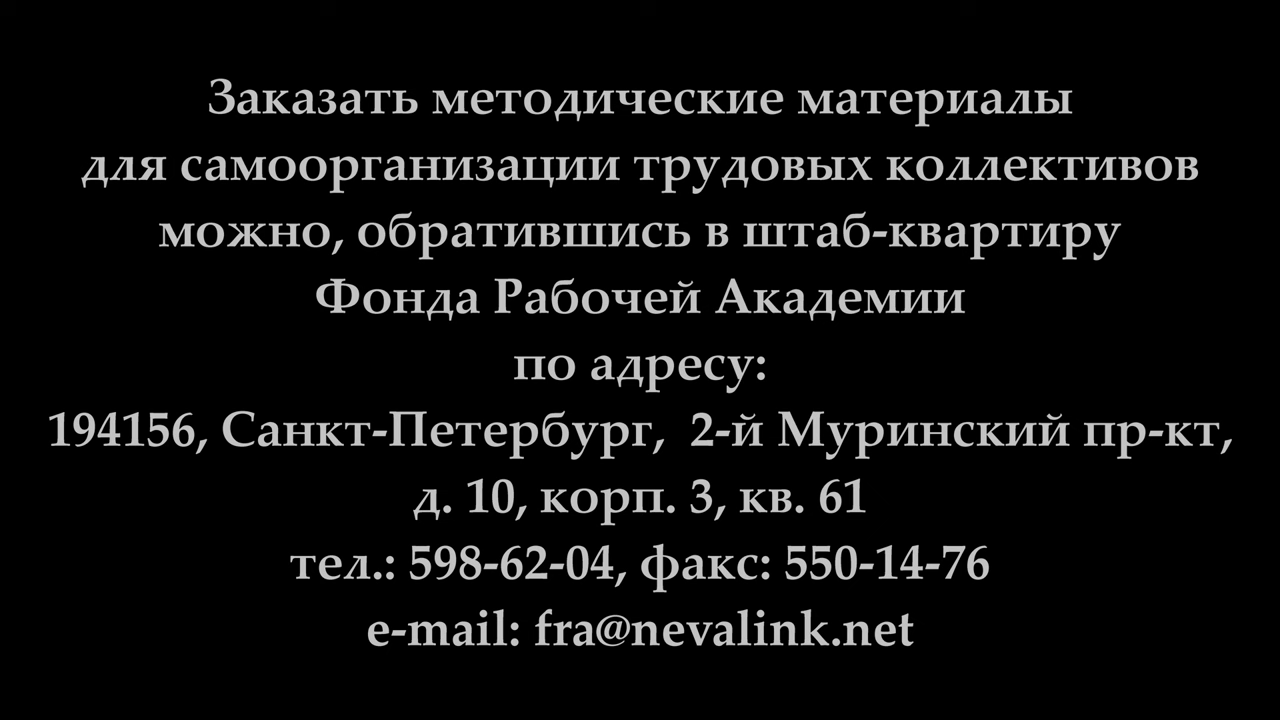 Заказать методические материалы
для самоорганизации трудовых коллективов
можно, обратившись в штаб-квартиру
Фонда Рабочей Академии
по адресу:
194156, Санкт-Петербург, 2-й Муринский пр-кт,
д. 10, корп. 3, кв. 61
тел.: 598-62-04, факс: 550-14-76
e-mail: fra@nevalink.net